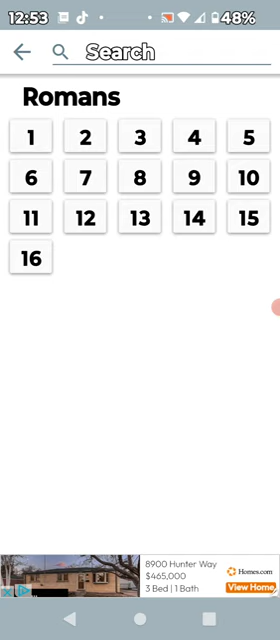 12:53
48%
Search
Romans
1 2 3 4 5
6 7 8 9 10
11 12 13 14 15
16
8900 Hunter Way
$465,000
3 Bed | 1 Bath
Homes.com
View Home